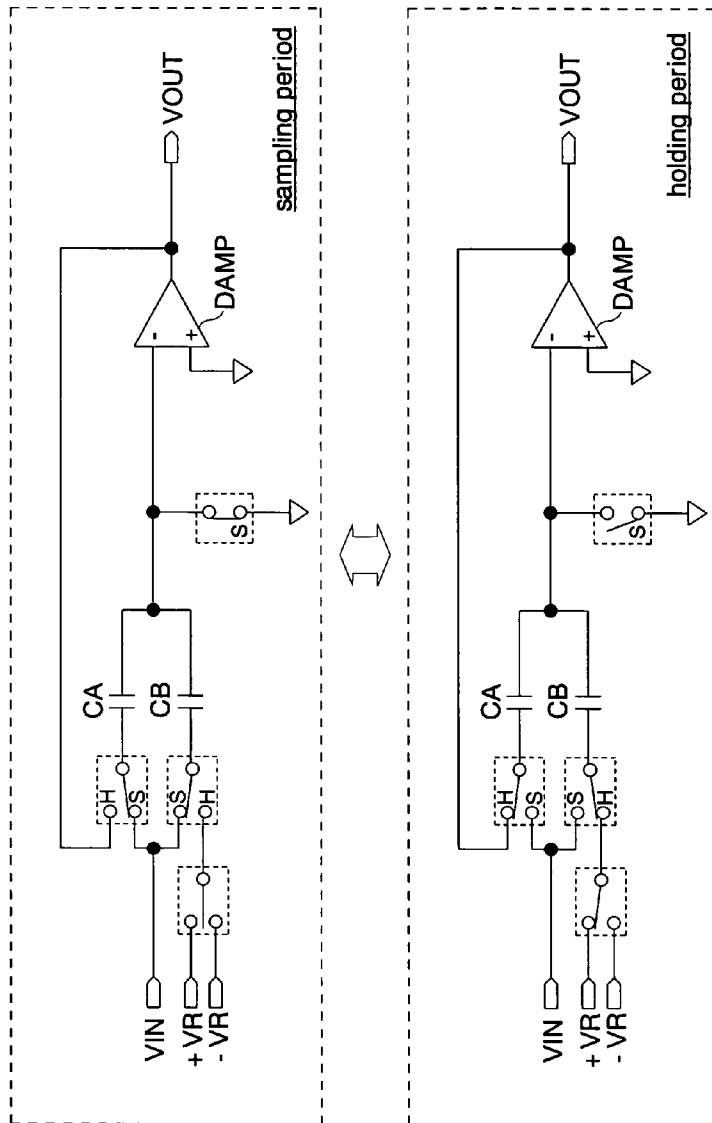 sampling period
VOUT
DAMP
-
+
S
CA
CB
H
S
S
H
VIN
+ VR
- VR
holding period
VOUT
DAMP
-
+
S
CA
CB
H
S
S
H
VIN
+ VR
- VR